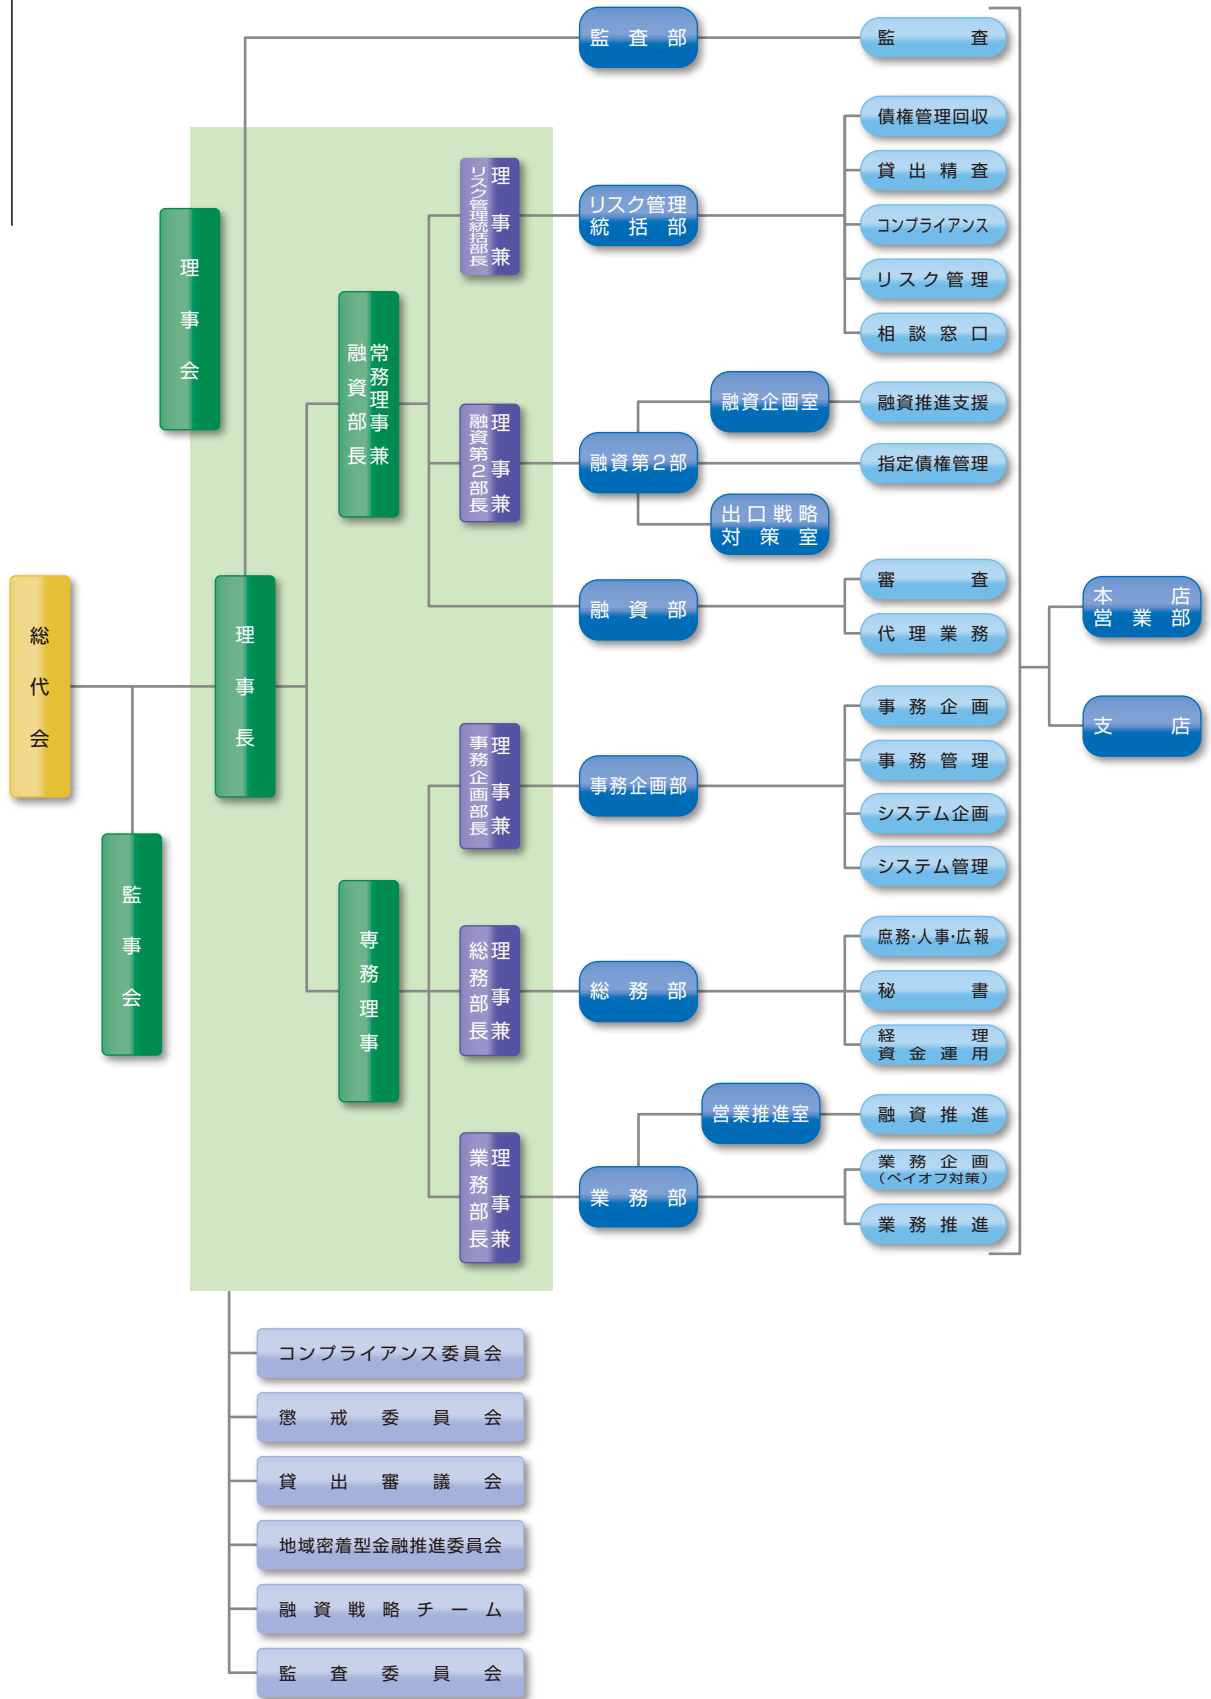 総代会
理事会
監事会
理事長
常務理事兼
融資部長
専務理事
理事兼
リスク管理統括部長
理事兼
融資第2部長
理事兼
事務企画部長
理事兼
総務部長
理事兼
業務部長
監査部
リスク管理
統括部
融資企画室
融資第2部
出口戦略
対策室
融資部
事務企画部
総務部
営業推進室
業務部
監査
債権管理回収
貸出精査
コンプライアンス
リスク管理
相談窓口
融資推進支援
指定債権管理
審査
代理業務
事務企画
事務管理
システム企画
システム管理
庶務・人事・広報
秘書
経理
資金運用
融資推進
業務企画
（ペイオフ対策）
業務推進
本店
営業部
支店
コンプライアンス委員会
懲戒委員会
貸出審議会
地域密着型金融推進委員会
融資戦略チーム
監査委員会